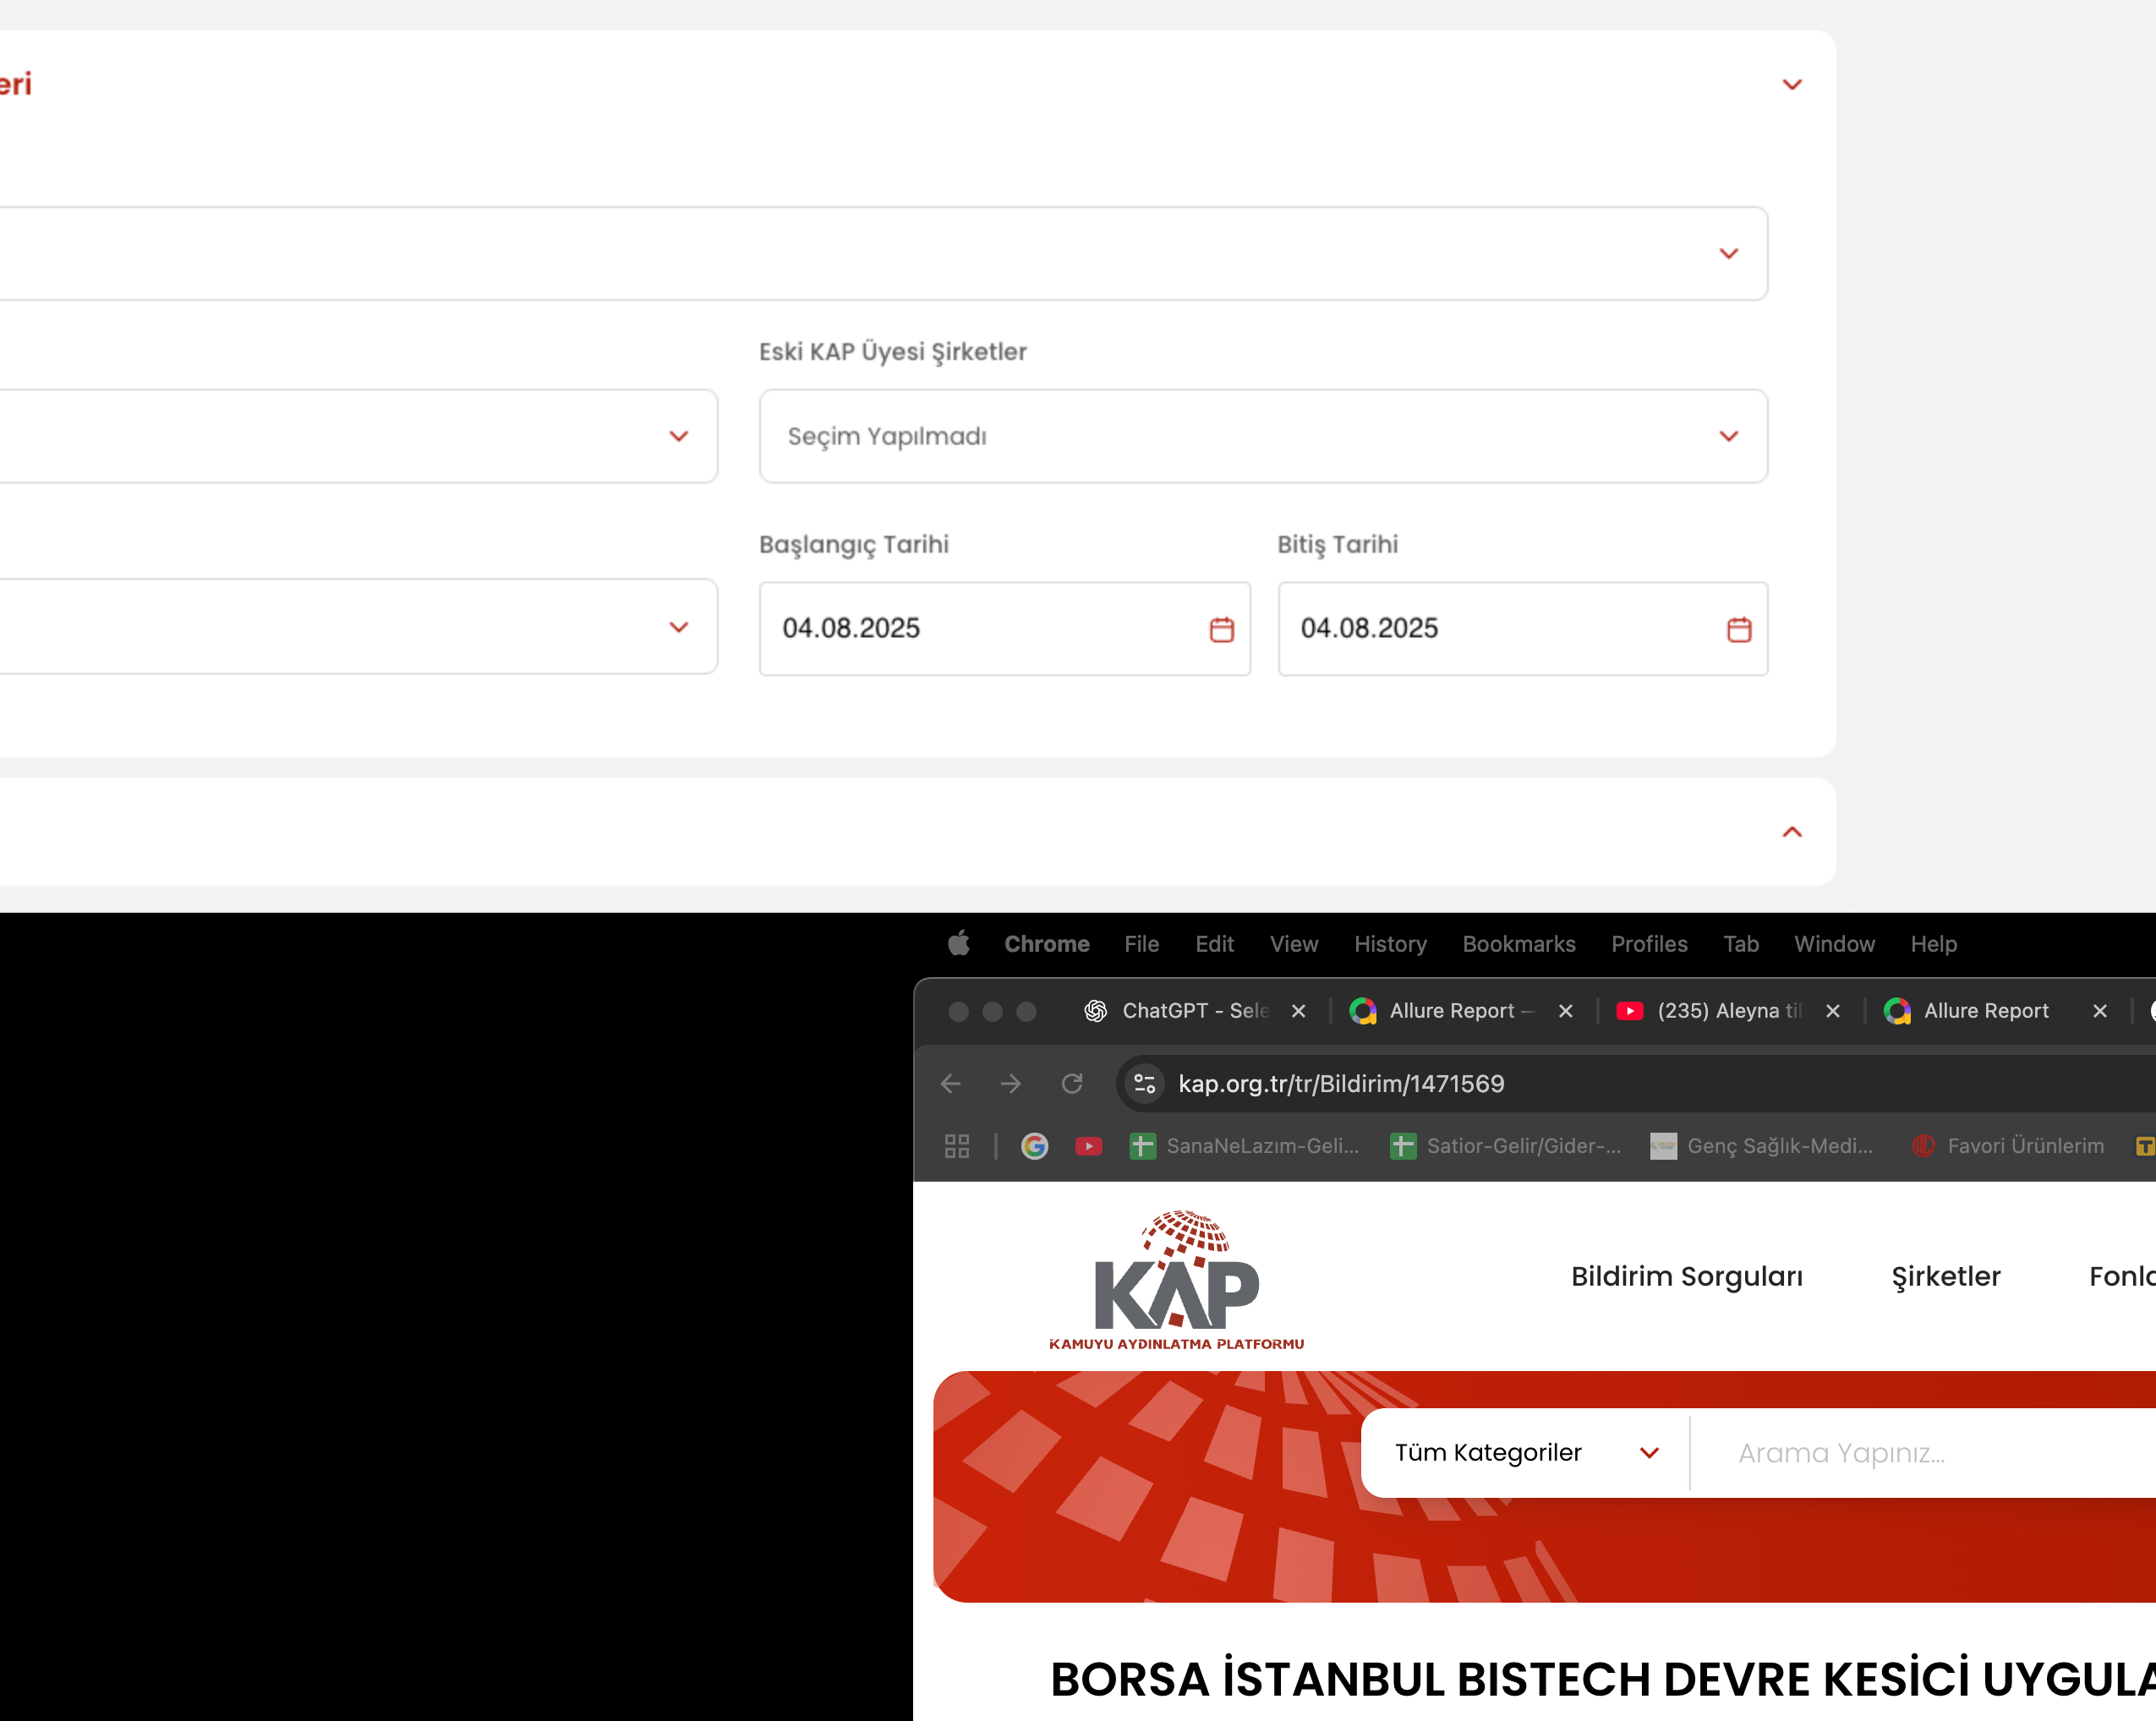 eri
Eski KAP Üyesi Şirketler
Seçim Yapılmadı
Başlangıç Tarihi
Bitiş Tarihi
04.08.2025
04.08.2025
Chrome File Edit View History Bookmarks Profiles Tab Window Help
ChatGPT - Sele
Allure Report —
(235) Aleyna til
Allure Report
kap.org.tr/tr/Bildirim/1471569
SanaNeLazım-Geli...
Satior-Gelir/Gider-...
Genç Sağlık-Medi...
Favori Ürünlerim
KAP
KAMUYU AYDINLATMA PLATFORMU
Bildirim Sorguları
Şirketler
Fonla
Tüm Kategoriler
Arama Yapınız...
BORSA İSTANBUL BISTECH DEVRE KESİCİ UYGULA